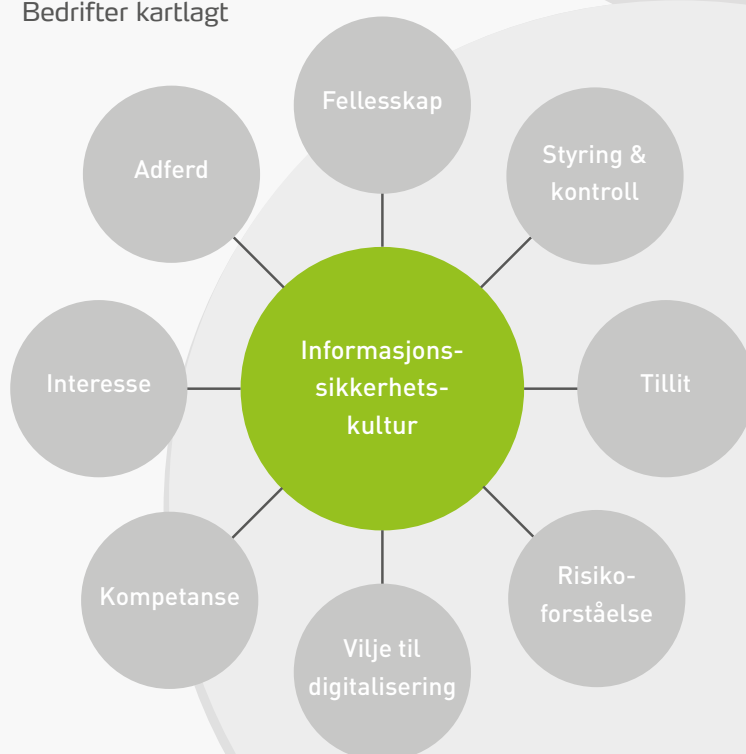 Bedrifter kartlagt
Fellesskap
Styring &
kontroll
Tillit
Risiko-
forståelse
Vilje til
digitalisering
Kompetanse
Interesse
Adferd
Informasjons-
sikkerhets-
kultur